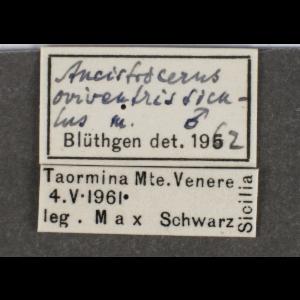 Ancistrocerus
oviventris sicu-
lus m. ♂
Blüthgen det. 1962
Taormina Mte. Venere
4.V.1961.
leg. Max Schwarz
Sicilia